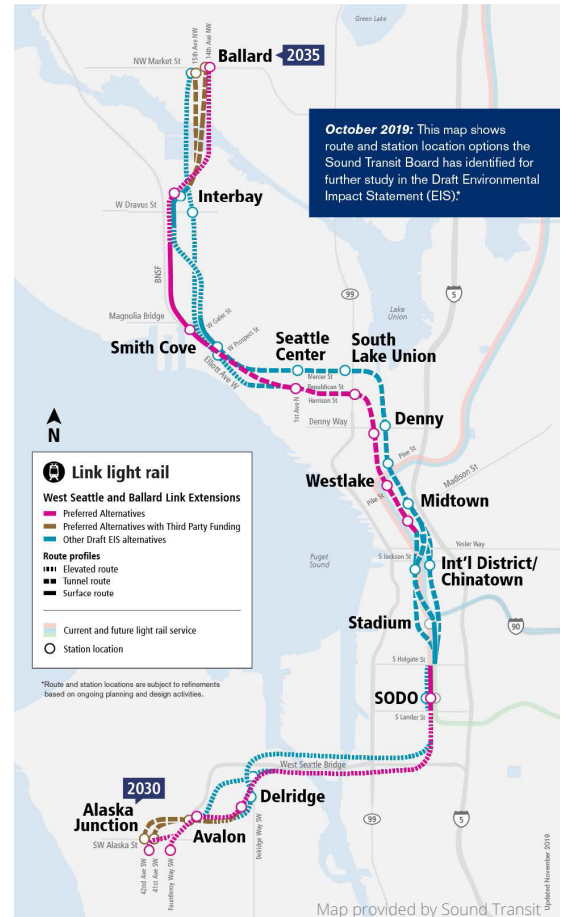 Green Lake
15th Ave NW
14th Ave NW
Ballard
2035
NW Market St
October 2019: This map shows
route and station location options the
Sound Transit Board has identified for
further study in the Draft Environmental
Impact Statement (EIS).*
Interbay
W Dravus St
BNSF
99
5
Lake
Union
Magnolia Bridge
W Galer St
W Prospect St
Smith Cove
Elliott Ave W
Seattle
Center
South
Lake Union
Mercer St
Republican St
Harrison St
1st Ave N
Denny Way
Denny
N
Pine St
Madison St
Westlake
Pike St
Midtown
Link light rail
West Seattle and Ballard Link Extensions
Preferred Alternatives
Preferred Alternatives with Third Party Funding
Other Draft EIS alternatives
Route profiles
Elevated route
Tunnel route
Surface route
Current and future light rail service
Station location
*Route and station locations are subject to refinements
based on ongoing planning and design activities.
Yesler Way
Puget
Sound
S Jackson St
Int'l District/
Chinatown
Stadium
90
S Holgate St
SODO
S Lander St
West Seattle Bridge
2030
Alaska
Junction
Delridge
Avalon
SW Alaska St
Delridge Way SW
42nd Ave SW
41st Ave SW
Fauntleroy Way SW
99
5
Updated November 2019
Map provided by Sound Transit